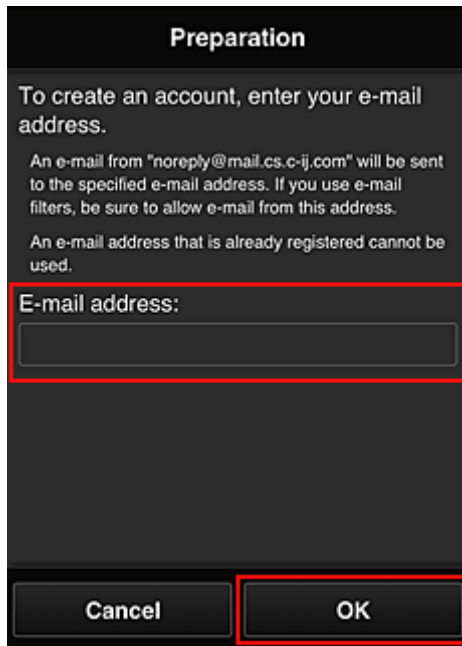 Preparation
To create an account, enter your e-mail
address.
An e-mail from "noreply@mail.cs.c-ij.com" will be sent
to the specified e-mail address. If you use e-mail
filters, be sure to allow e-mail from this address.
An e-mail address that is already registered cannot be
used.
E-mail address:
Cancel
OK